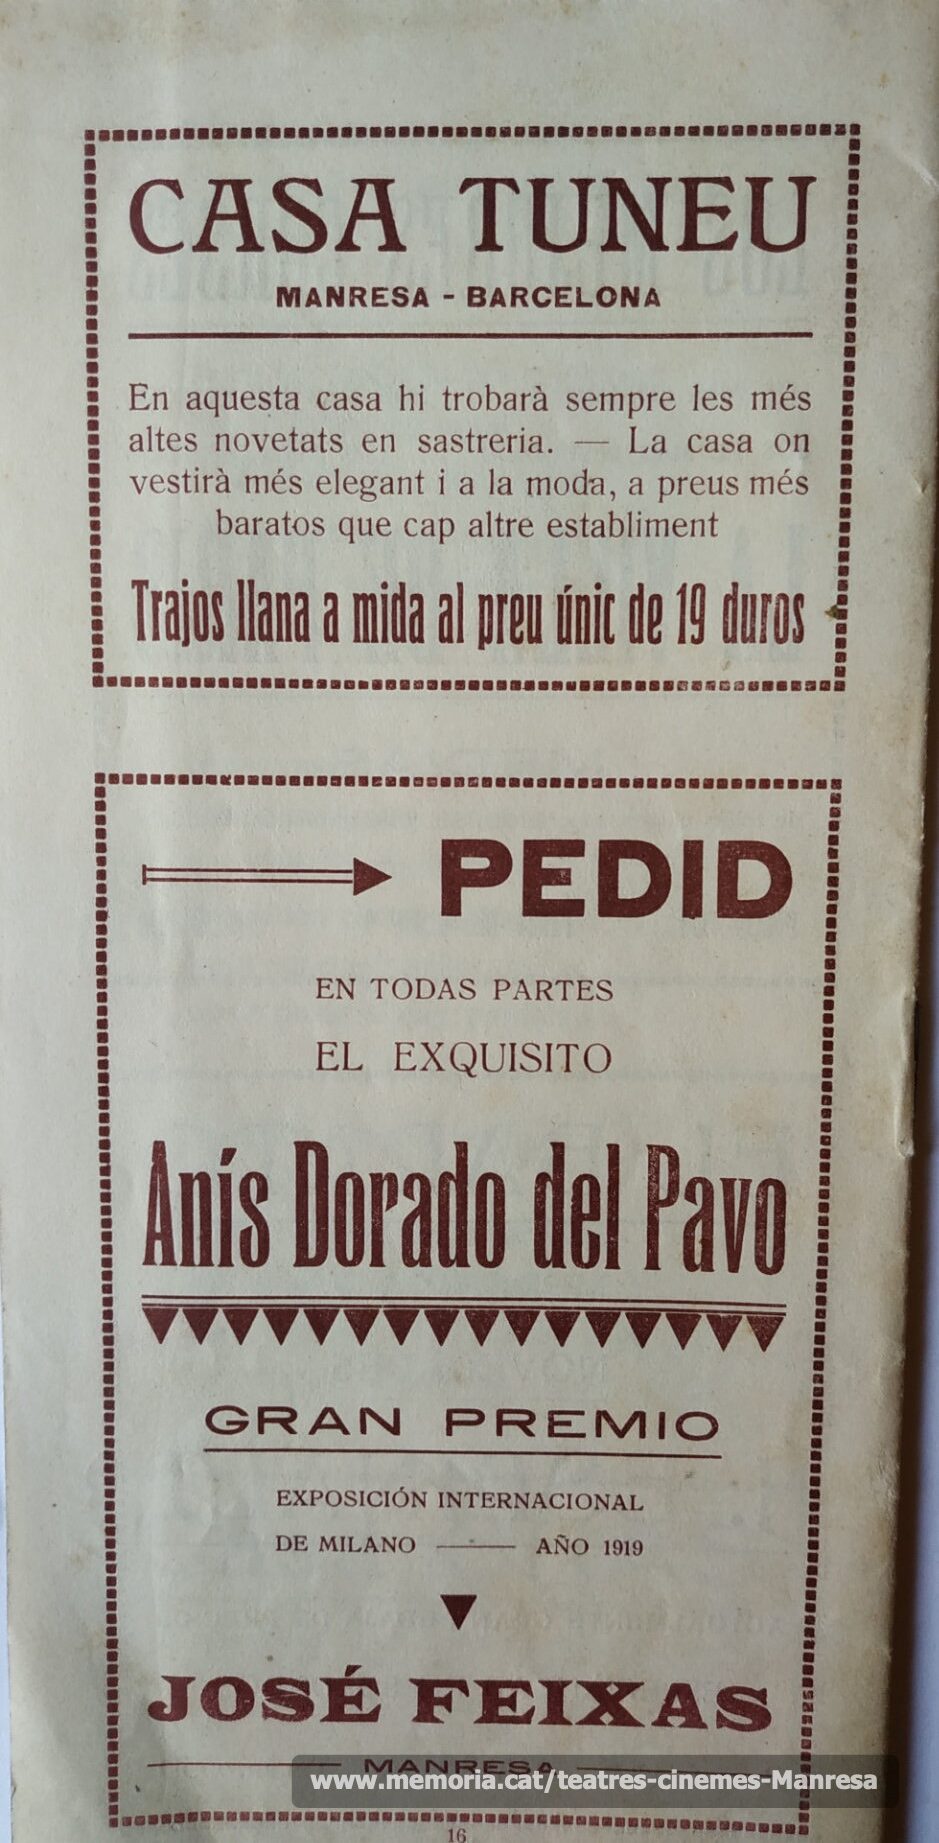 CASA TUNEU
MANRESA - BARCELONA
En aquesta casa hi trobarà sempre les més
altes novetats en sastreria. — La casa on
vestirà més elegant i a la moda, a preus més
baratos que cap altre establiment
Trajos llana a mida al preu únic de 19 duros
PEDID
EN TODAS PARTES
EL EXQUISITO
Anís Dorado del Pavo
GRAN PREMIO
EXPOSICIÓN INTERNACIONAL
DE MILANO — AÑO 1919
JOSÉ FEIXAS
MANRESA
www.memoria.cat/teatres-cinemes-Manresa
16